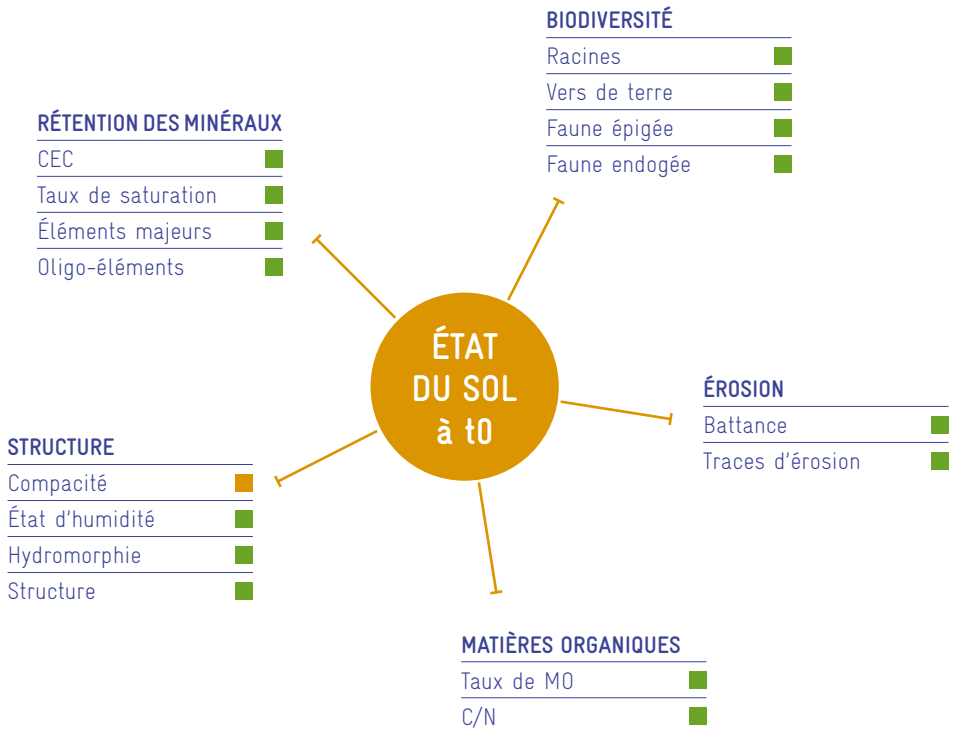 BIODIVERSITÉ
Racines
Vers de terre
Faune épigée
Faune endogée
RÉTENTION DES MINÉRAUX
CEC
Taux de saturation
Éléments majeurs
Oligo-éléments
ÉTAT
DU SOL
à t0
ÉROSION
Battance
Traces d'érosion
STRUCTURE
Compacité
État d'humidité
Hydromorphie
Structure
MATIÈRES ORGANIQUES
Taux de MO
C/N